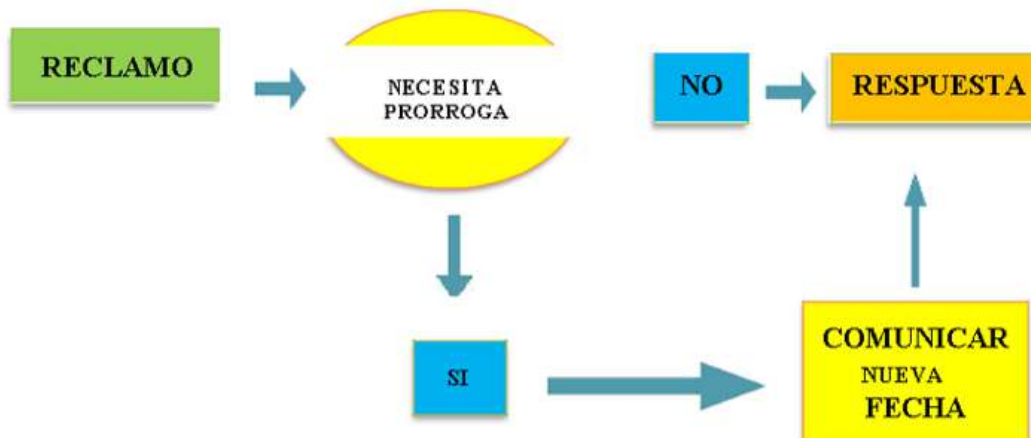 RECLAMO
NECESITA
PRORROGA
NO
RESPUESTA
SI
COMUNICAR
NUEVA
FECHA